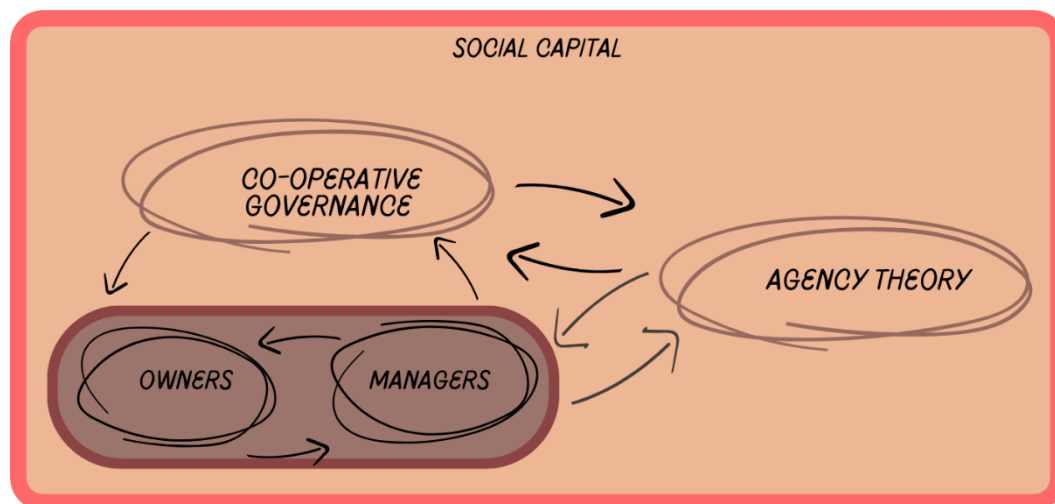 SOCIAL CAPITAL
CO-OPERATIVE
GOVERNANCE
AGENCY THEORY
OWNERS
MANAGERS